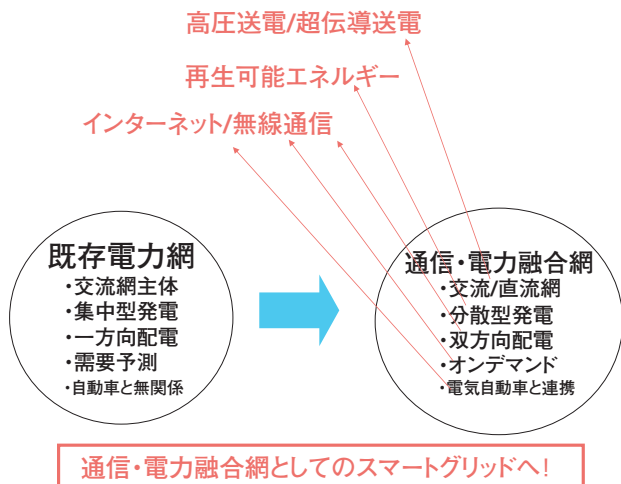 高圧送電/超伝導送電
再生可能エネルギー
インターネット/無線通信
既存電力網
・交流網主体
・集中型発電
・一方向配電
・需要予測
・自動車と無関係
通信・電力融合網
・交流/直流網
・分散型発電
・双方向配電
・オンデマンド
・電気自動車と連携
通信・電力融合網としてのスマートグリッドへ!